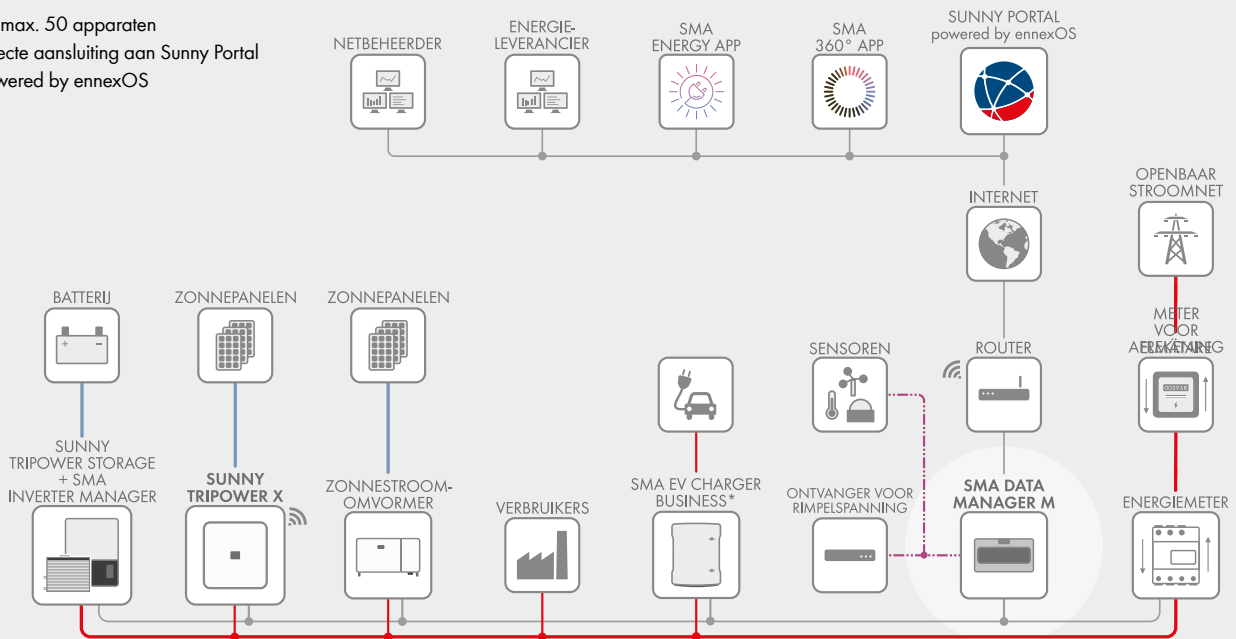 max. 50 apparaten
ecte aansluiting aan Sunny Portal
wered by ennexOS
NETBEHEERDER
ENERGIE-
LEVERANCIER
SMA
ENERGY APP
SMA
360° APP
SUNNY PORTAL
powered by ennexOS
INTERNET
OPENBAAR
STROOMNET
BATTERIJ
ZONNEPANELEN
ZONNEPANELEN
SENSOREN
ROUTER
METER
VOOR
SUNNY
TRIPOWER STORAGE
+ SMA
INVERTER MANAGER
SUNNY
TRIPOWER X
ZONNESTROOM-
OMVORMER
VERBRUIKERS
SMA EV CHARGER
BUSINESS*
ONTVANGER VOOR
RIMPELSPANNING
SMA DATA
MANAGER M
ENERGIEMETER